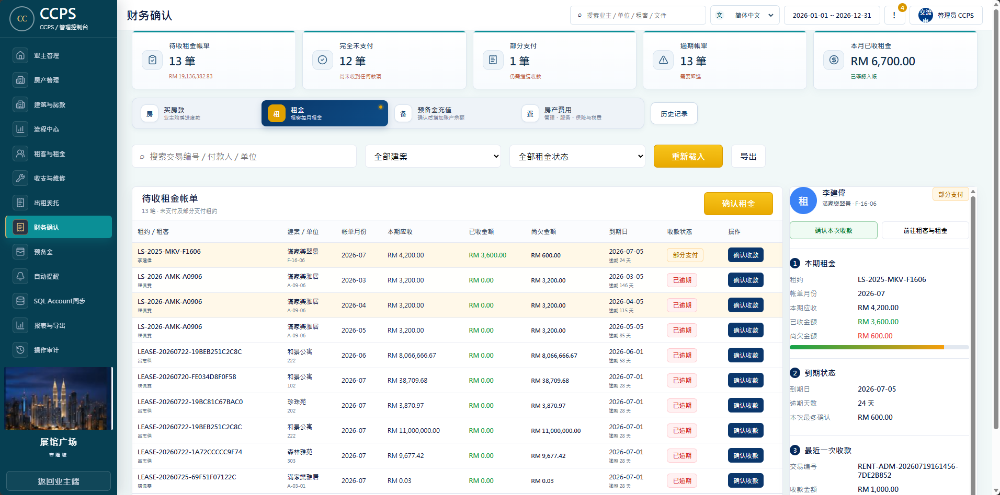 CC
CCPS
CCPS / 管理控制台
业主管理
房产管理
建筑与房款
流程中心
租客与租金
收支与维修
出租委托
财务确认
预备金
自动提醒
SQL Account同步
报表与导出
操作审计
展馆广场
吉隆坡
返回业主端
财务确认
搜索业主 / 单位 / 租客 / 文件
文 简体中文
2026-01-01 ~ 2026-12-31
!
4
交流电
管理员 CCPS
待收租金帳單
13 筆
RM 19,136,382.83
完全未支付
12 筆
尚未收到任何款項
部分支付
1 筆
仍需繼續收款
逾期帳單
13 筆
需要跟進
本月已收租金
RM 6,700.00
已確認入帳
房
买房款
业主购房进度款
租
租金
租客每月租金
备
预备金充值
确认后增加账户余额
费
房产费用
管理、服务、保险与税费
历史记录
搜索交易编号 / 付款人 / 单位
全部建案
全部租金状态
重新载入
导出
待收租金帐单
13 笔 · 未支付及部分支付租约
确认租金
租约 / 租客 建案 / 单位 帐单月份 本期应收 已收金额 尚欠金额 到期日 收款状态 操作
LS-2025-MKV-F1606 滿家樂翠景 2026-07 RM 4,200.00 RM 3,600.00 RM 600.00 2026-07-05 部分支付 确认收款
李建偉 F-16-06 逾期 24 天
LS-2026-AMK-A0906 滿家樂雅居 2026-03 RM 3,200.00 RM 0.00 RM 3,200.00 2026-03-05 已逾期 确认收款
陳佩雯 A-09-06 逾期 146 天
LS-2026-AMK-A0906 滿家樂雅居 2026-04 RM 3,200.00 RM 0.00 RM 3,200.00 2026-04-05 已逾期 确认收款
陳佩雯 A-09-06 逾期 115 天
LS-2026-AMK-A0906 滿家樂雅居 2026-05 RM 3,200.00 RM 0.00 RM 3,200.00 2026-05-05 已逾期 确认收款
陳佩雯 A-09-06 逾期 85 天
LEASE-20260722-19BEB251C2C8C 和景公寓 2026-06 RM 8,066,666.67 RM 0.00 RM 8,066,666.67 2026-06-01 已逾期 确认收款
呂志傑 222 逾期 58 天
LEASE-20260720-FE034D8F0F58 和景公寓 2026-07 RM 38,709.68 RM 0.00 RM 38,709.68 2026-07-01 已逾期 确认收款
陳佩雯 102 逾期 28 天
LEASE-20260722-19BC81C67BAC0 珍珠苑 2026-07 RM 3,870.97 RM 0.00 RM 3,870.97 2026-07-01 已逾期 确认收款
呂志傑 202 逾期 28 天
LEASE-20260722-19BEB251C2C8C 和景公寓 2026-07 RM 11,000,000.00 RM 0.00 RM 11,000,000.00 2026-07-01 已逾期 确认收款
呂志傑 222 逾期 28 天
LEASE-20260722-1A72CCCCC9F74 森林雅苑 2026-07 RM 9,677.42 RM 0.00 RM 9,677.42 2026-07-01 已逾期 确认收款
呂志傑 303 逾期 28 天
LEASE-20260725-69F51F07122C 滿家樂雅居 2026-07 RM 0.03 RM 0.00 RM 0.03 2026-07-01 已逾期 确认收款
陳佩雯 A-03-01 逾期 28 天
租
李建偉
滿家樂翠景 · F-16-06
部分支付
确认本次收款
前往租客与租金
1 本期租金
租约 LS-2025-MKV-F1606
帐单月份 2026-07
本期应收 RM 4,200.00
已收金额 RM 3,600.00
尚欠金额 RM 600.00
2 到期状态
到期日 2026-07-05
逾期天数 24 天
本次最多确认 RM 600.00
3 最近一次收款
交易编号 RENT-ADM-20260719161456-
7DE2B852
收款金额 RM 1,000.00